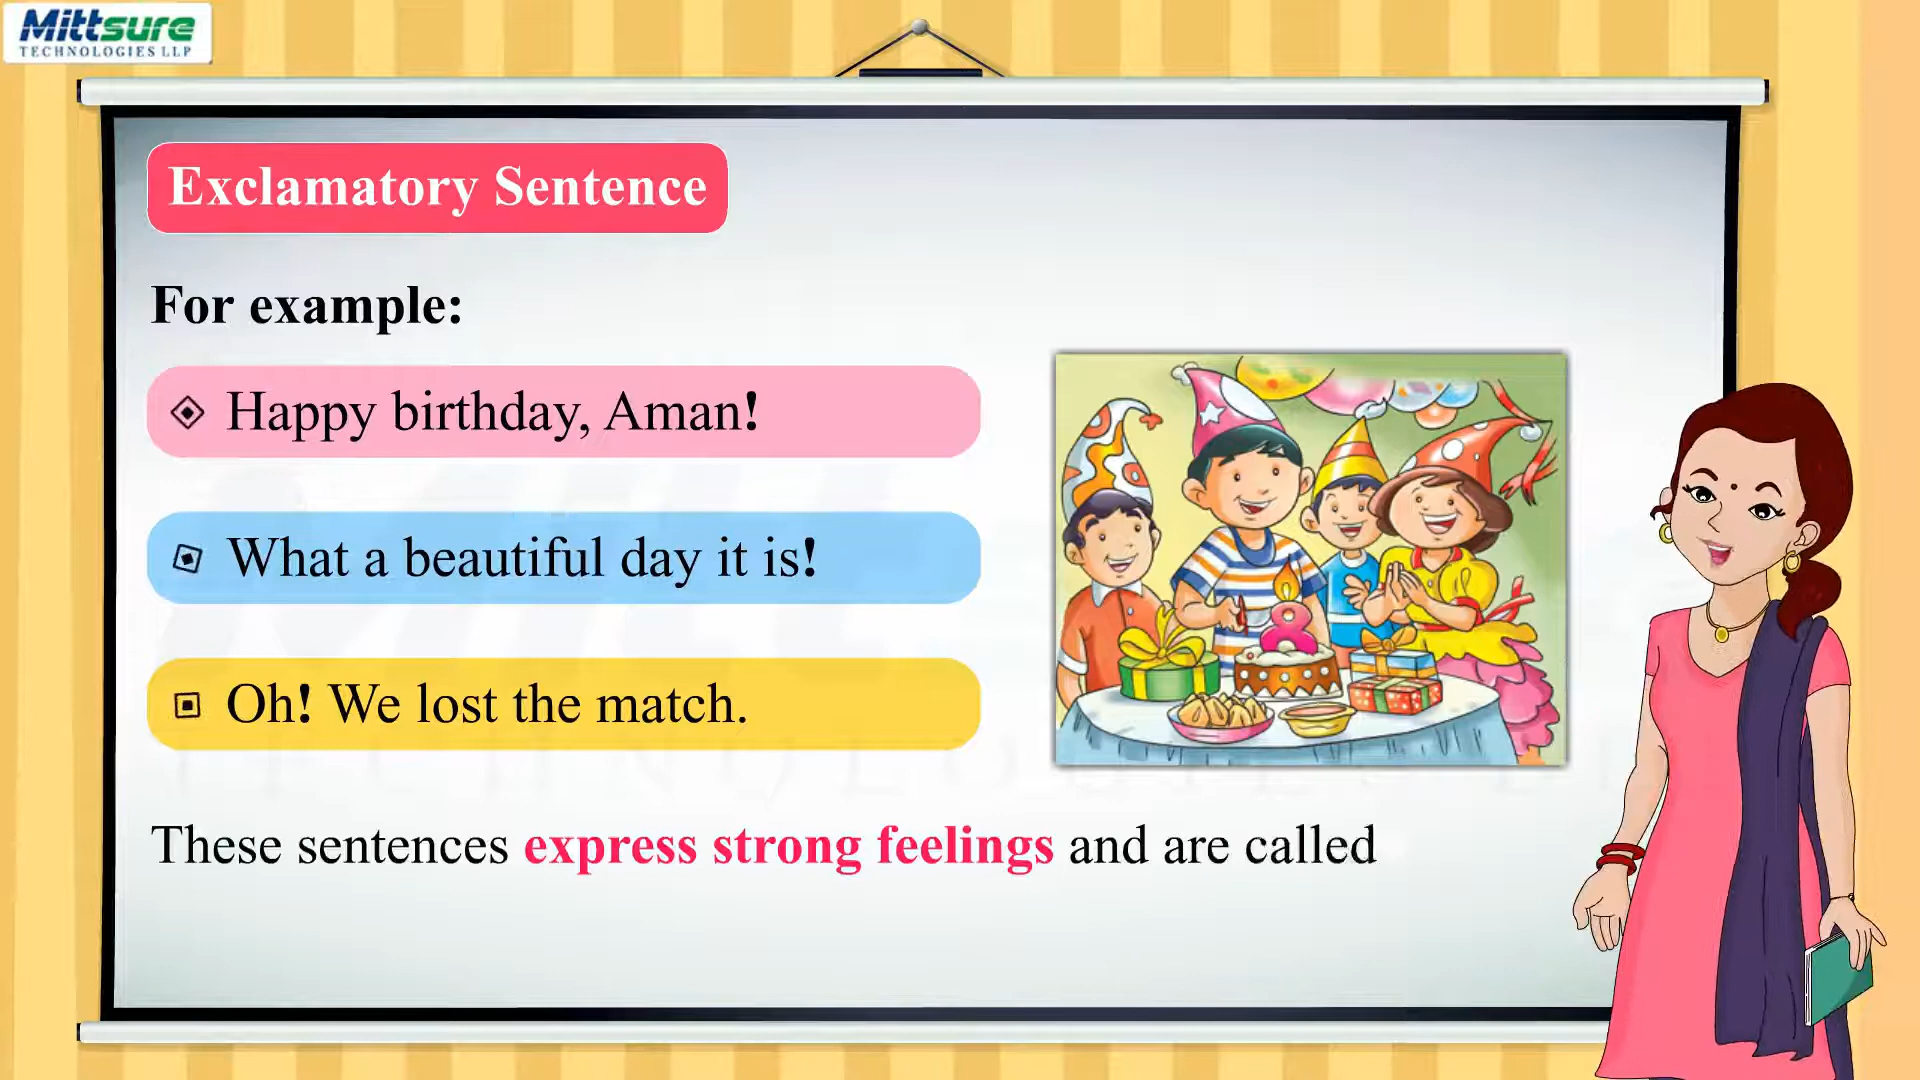 Mittsure
TECHNOLOGIES LLP
Exclamatory Sentence
For example:
Happy birthday, Aman!
What a beautiful day it is!
Oh! We lost the match.
These sentences express strong feelings and are called
8